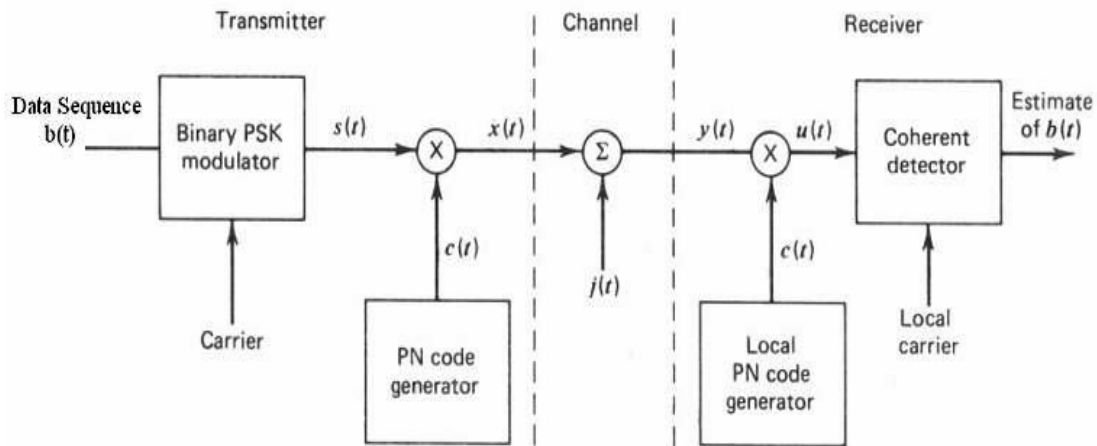 Transmitter
Channel
Receiver
Data Sequence
b(t)
Binary PSK
modulator
s(t)
X
x(t)
Σ
y(t)
X
u(t)
Coherent
detector
Estimate
of b(t)
c(t)
j(t)
c(t)
Carrier
PN code
generator
Local
PN code
generator
Local
carrier